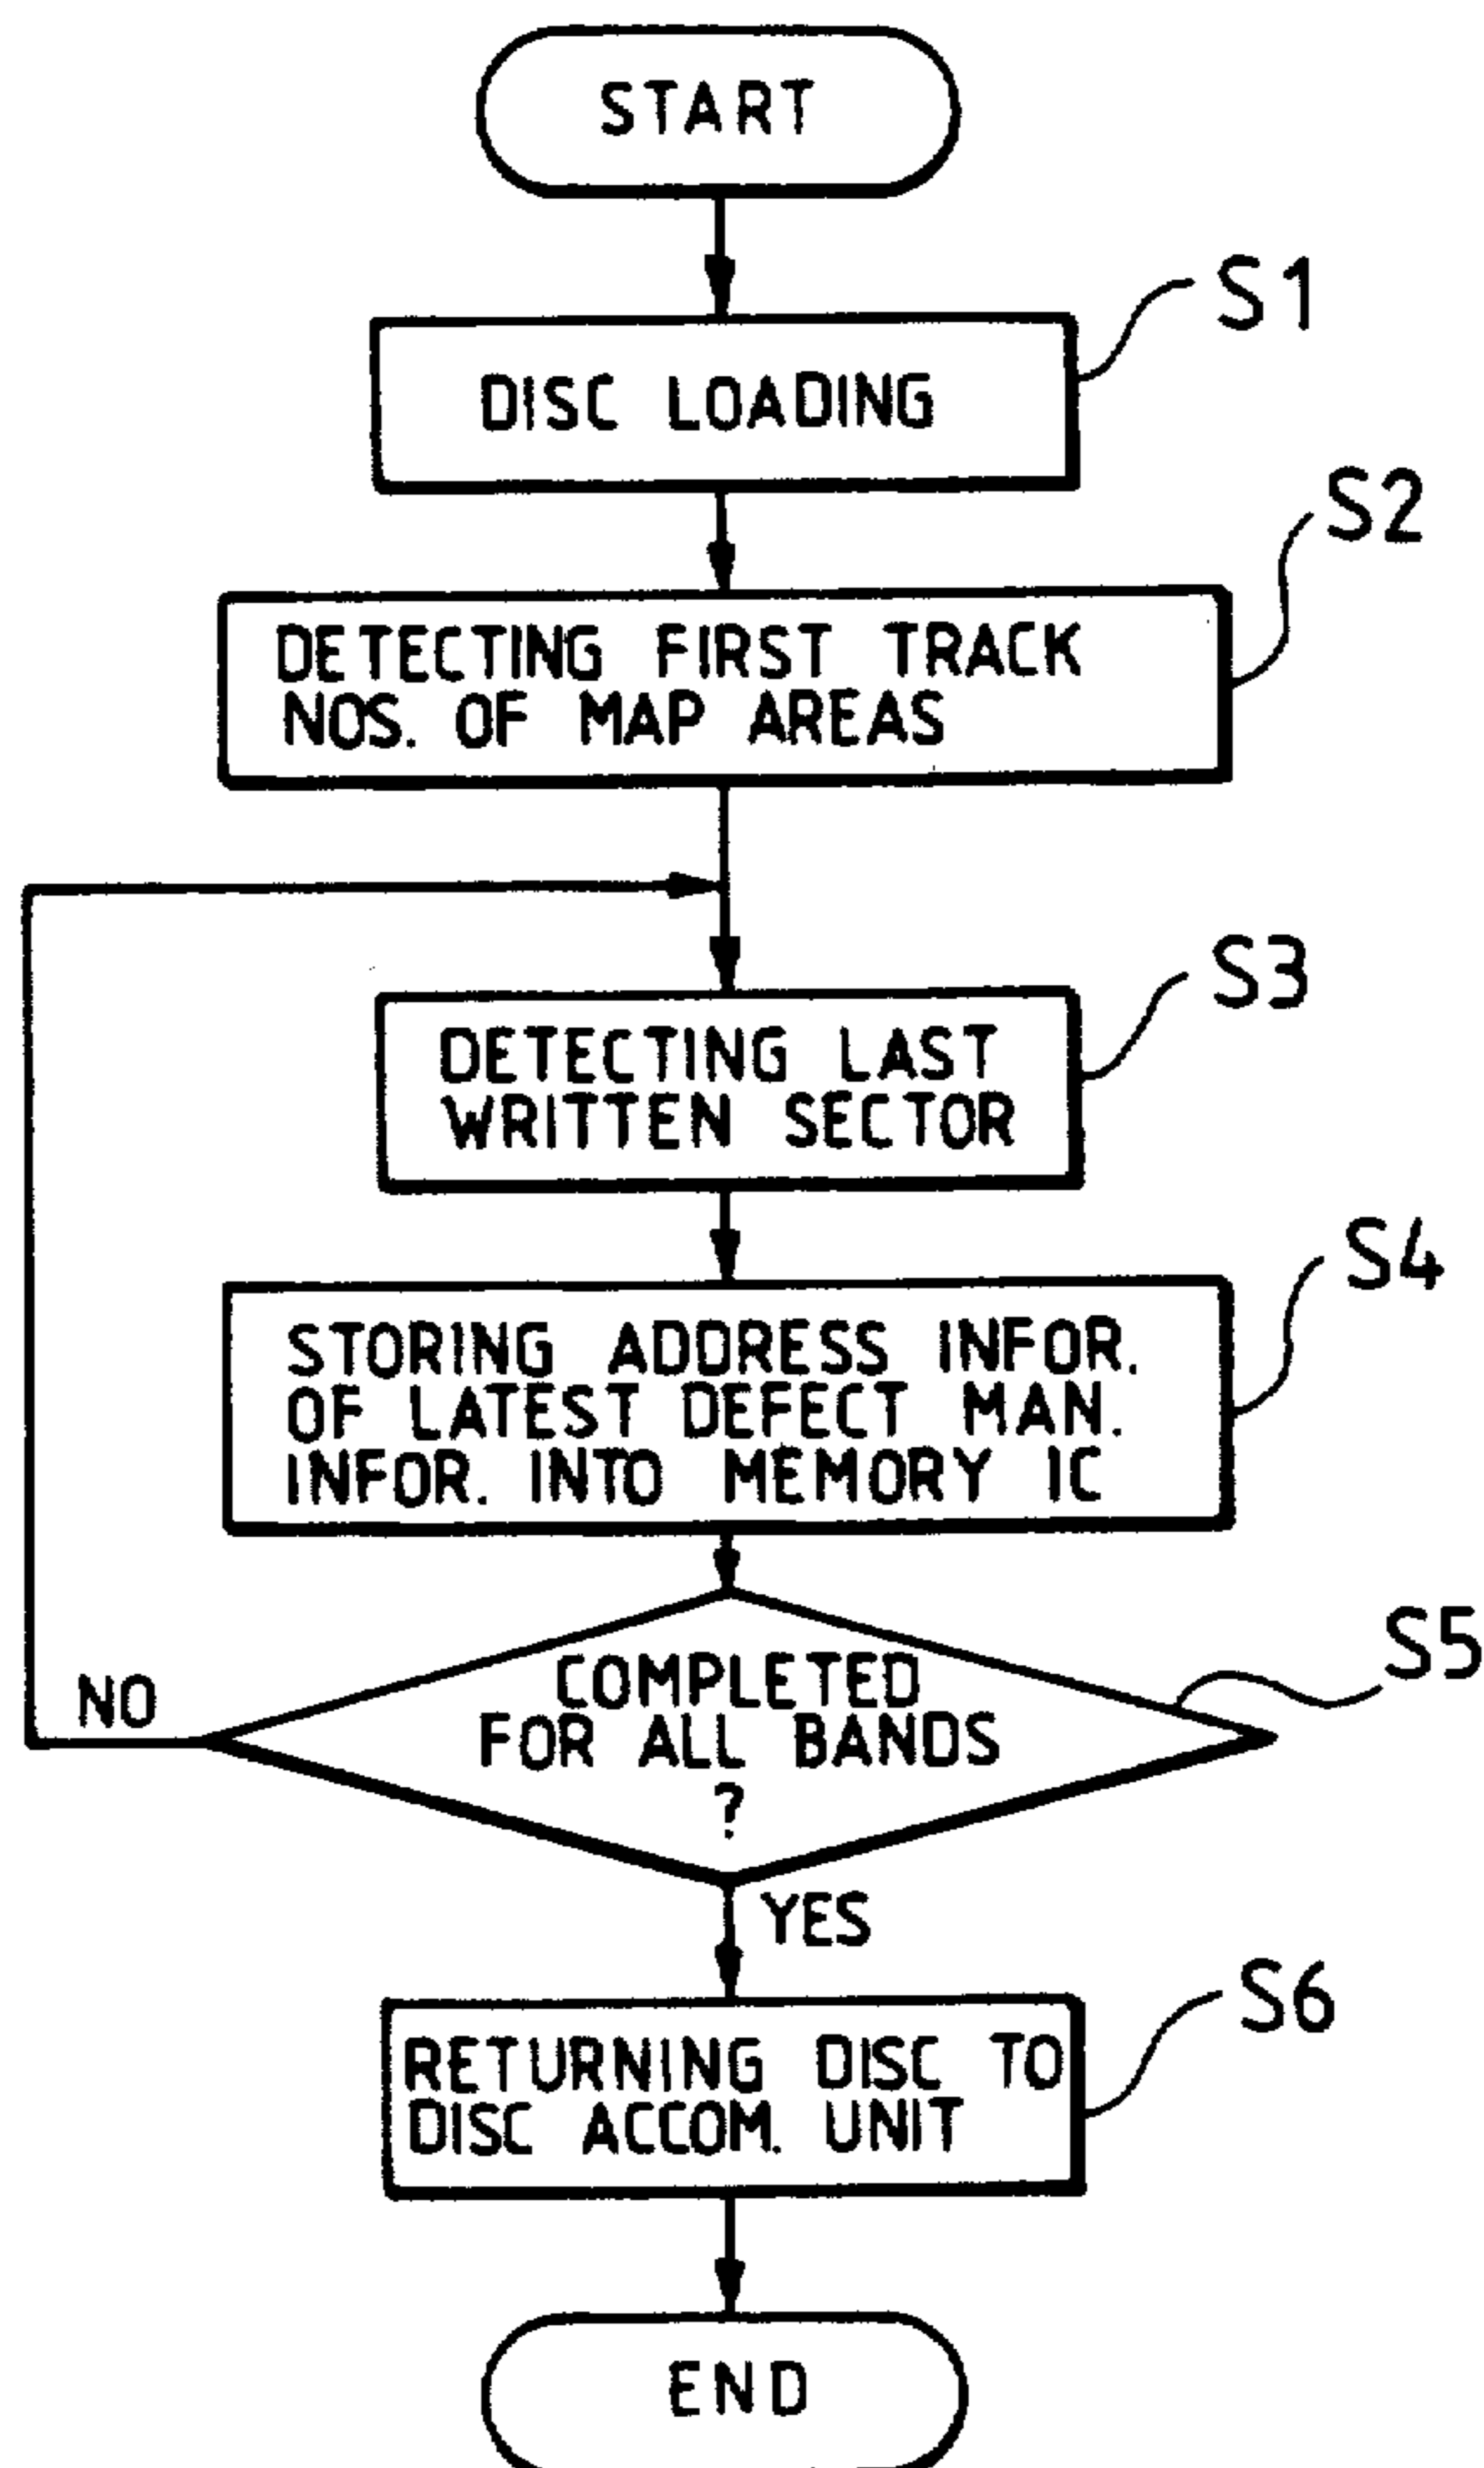 START
S1
DISC LOADING
S2
DETECTING FIRST TRACK
NOS. OF MAP AREAS
S3
DETECTING LAST
WRITTEN SECTOR
S4
STORING ADDRESS INFOR.
OF LATEST DEFECT MAN.
INFOR. INTO MEMORY IC
S5
COMPLETED
FOR ALL BANDS
?
NO
YES
S6
RETURNING DISC TO
DISC ACCOM. UNIT
END